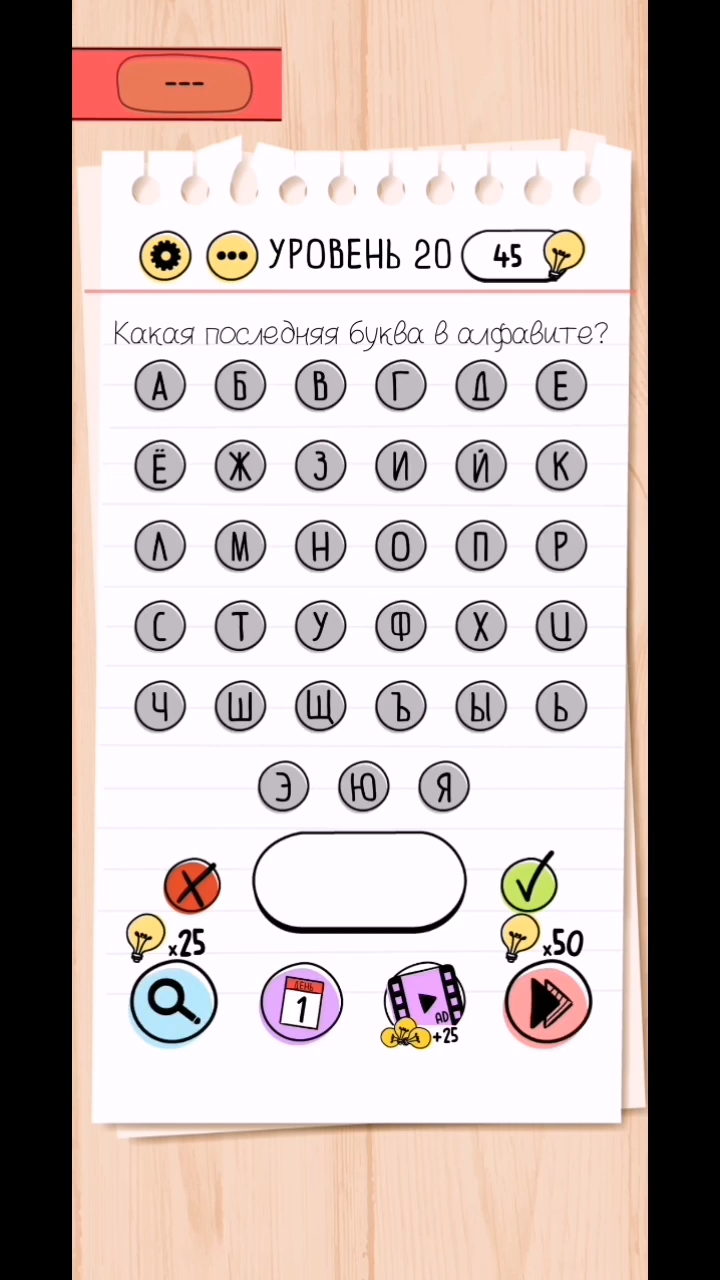 ---
УРОВЕНЬ 20 45
Какая последняя буква в алфавите?
А Б В Г Д Е
Ё Ж З И Й К
Л М Н О П Р
С Т У Ф Х Ц
Ч Ш Щ Ъ Ы Ь
Э Ю Я
x25 x50
ДЕНЬ
1
AD
+25